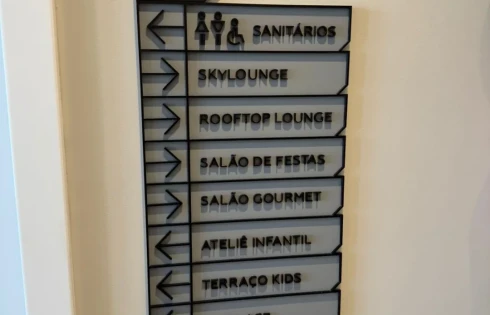 SANITÁRIOS
SKYLOUNGE
ROOFTOP LOUNGE
SALÃO DE FESTAS
SALÃO GOURMET
ATELIÊ INFANTIL
TERRAÇO KIDS